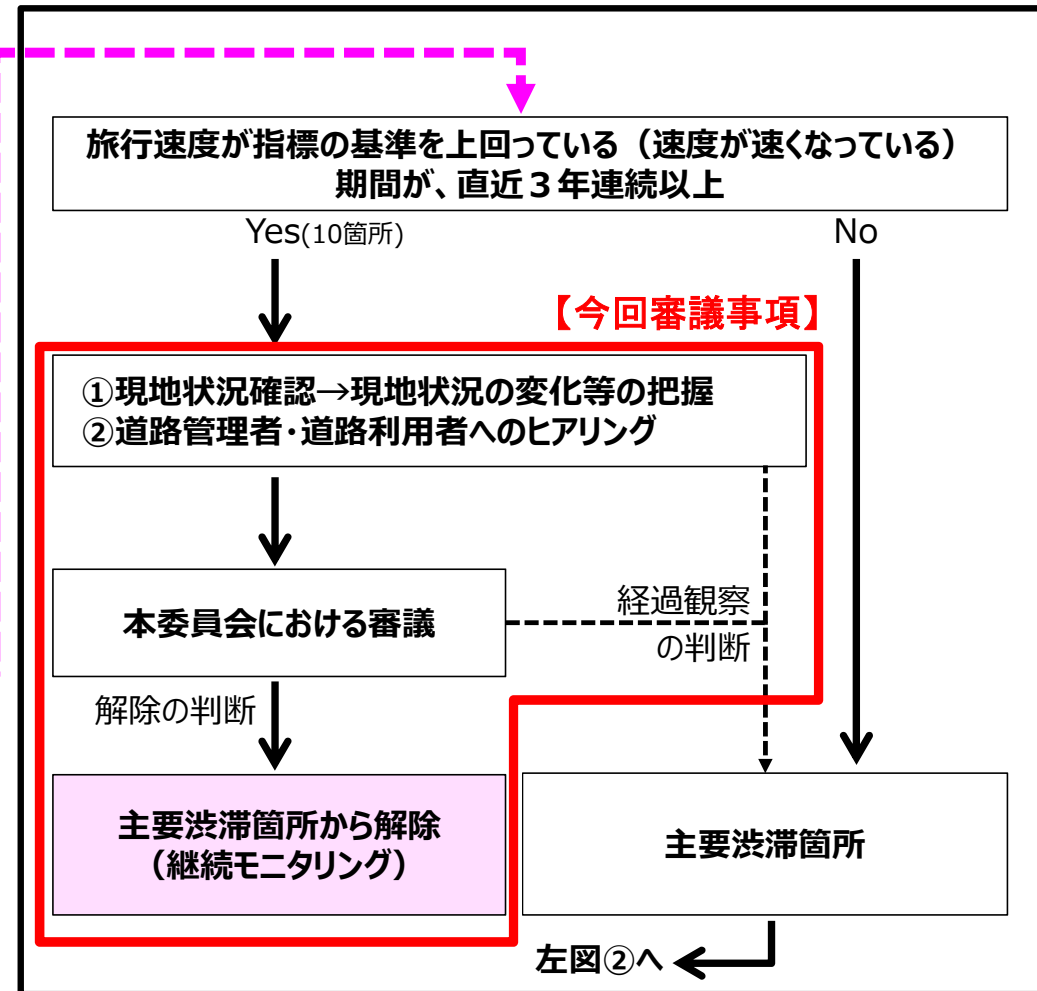 旅行速度が指標の基準を上回っている（速度が速くなっている）
期間が、直近３年連続以上
Yes(10箇所)
No
【今回審議事項】
①現地状況確認→現地状況の変化等の把握
②道路管理者・道路利用者へのヒアリング
本委員会における審議
経過観察
の判断
解除の判断
主要渋滞箇所から解除
（継続モニタリング）
主要渋滞箇所
左図②へ